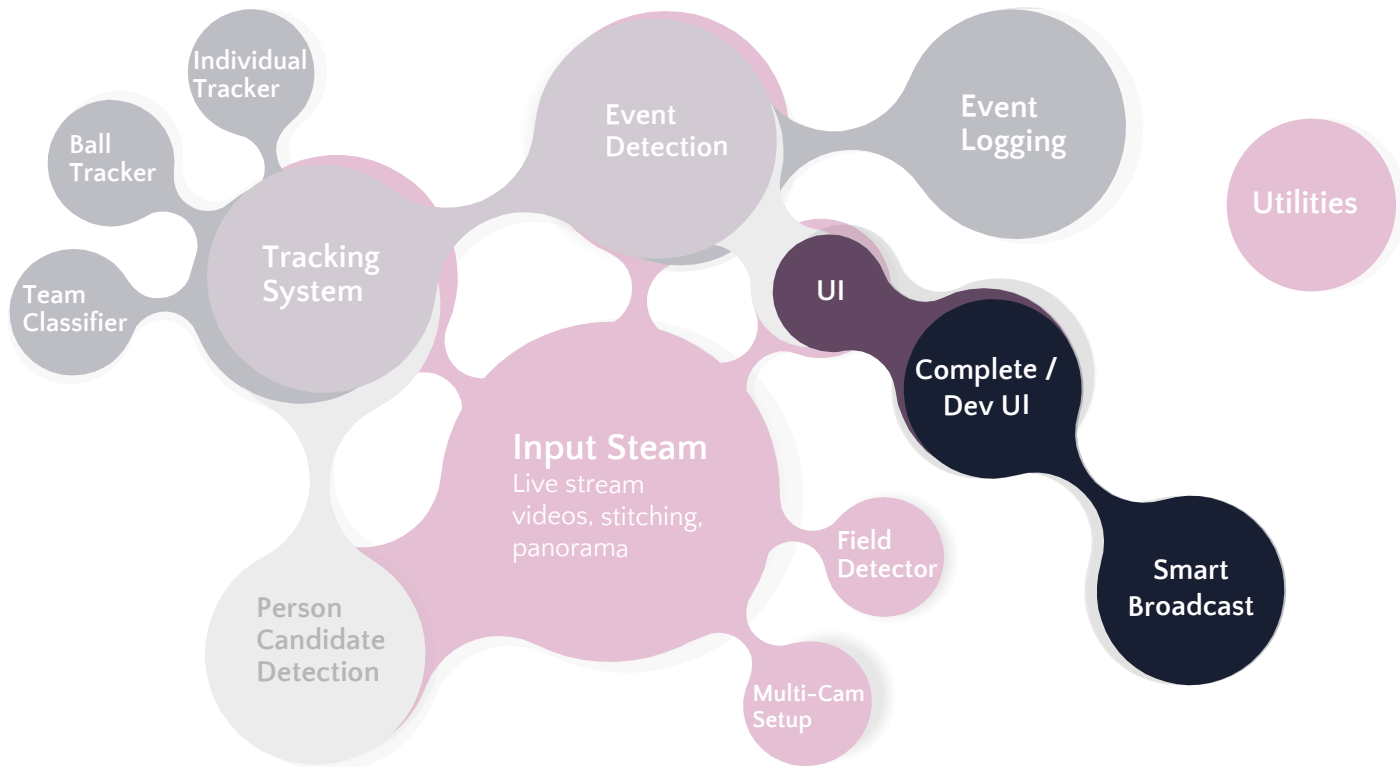 Individual
Tracker
Ball
Tracker
Team
Classifier
Tracking
System
Event
Detection
Event
Logging
Utilities
UI
Complete /
Dev UI
Smart
Broadcast
Input Steam
Live stream
videos, stitching,
panorama
Field
Detector
Multi-Cam
Setup
Person
Candidate
Detection